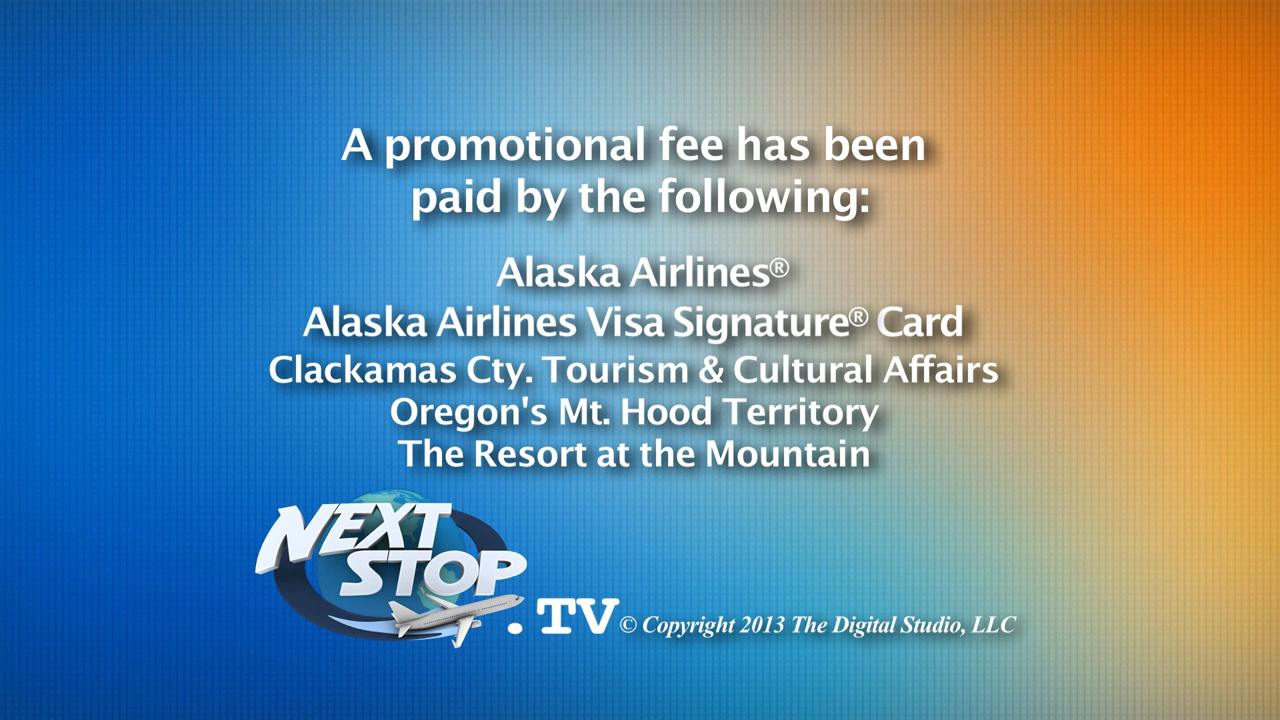 A promotional fee has been
paid by the following:
Alaska Airlines®
Alaska Airlines Visa Signature® Card
Clackamas Cty. Tourism & Cultural Affairs
Oregon's Mt. Hood Territory
The Resort at the Mountain
NEXT
STOP
.TV © Copyright 2013 The Digital Studio, LLC